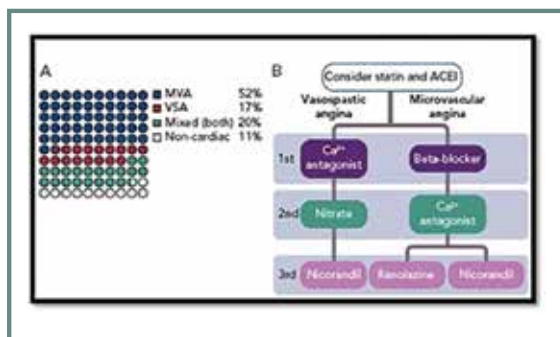 A
MVA 52%
VSA 17%
Mixed (both) 20%
Non-cardiac 11%
B
Consider statin and ACEI
Vasospastic
angina
Microvascular
angina
1st
Ca²⁺
antagonist
Beta-blocker
2nd
Nitrate
Ca²⁺
antagonist
3rd
Nicorandil
Ranolazine
Nicorandil